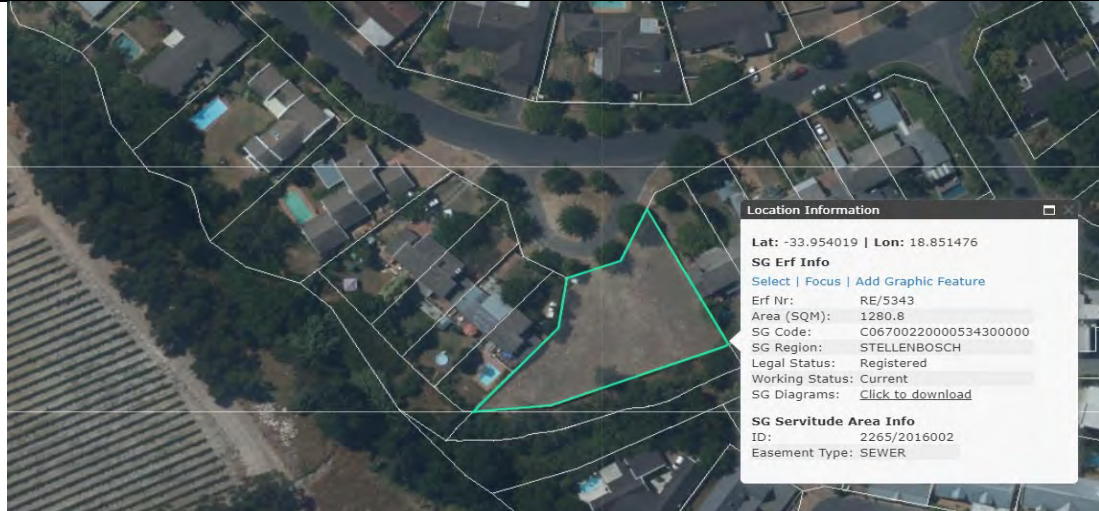 Location Information
Lat: -33.954019 | Lon: 18.851476
SG Erf Info
Select | Focus | Add Graphic Feature
Erf Nr: RE/5343
Area (SQM): 1280.8
SG Code: C06700220000534300000
SG Region: STELLENBOSCH
Legal Status: Registered
Working Status: Current
SG Diagrams: Click to download
SG Servitude Area Info
ID: 2265/2016002
Easement Type: SEWER